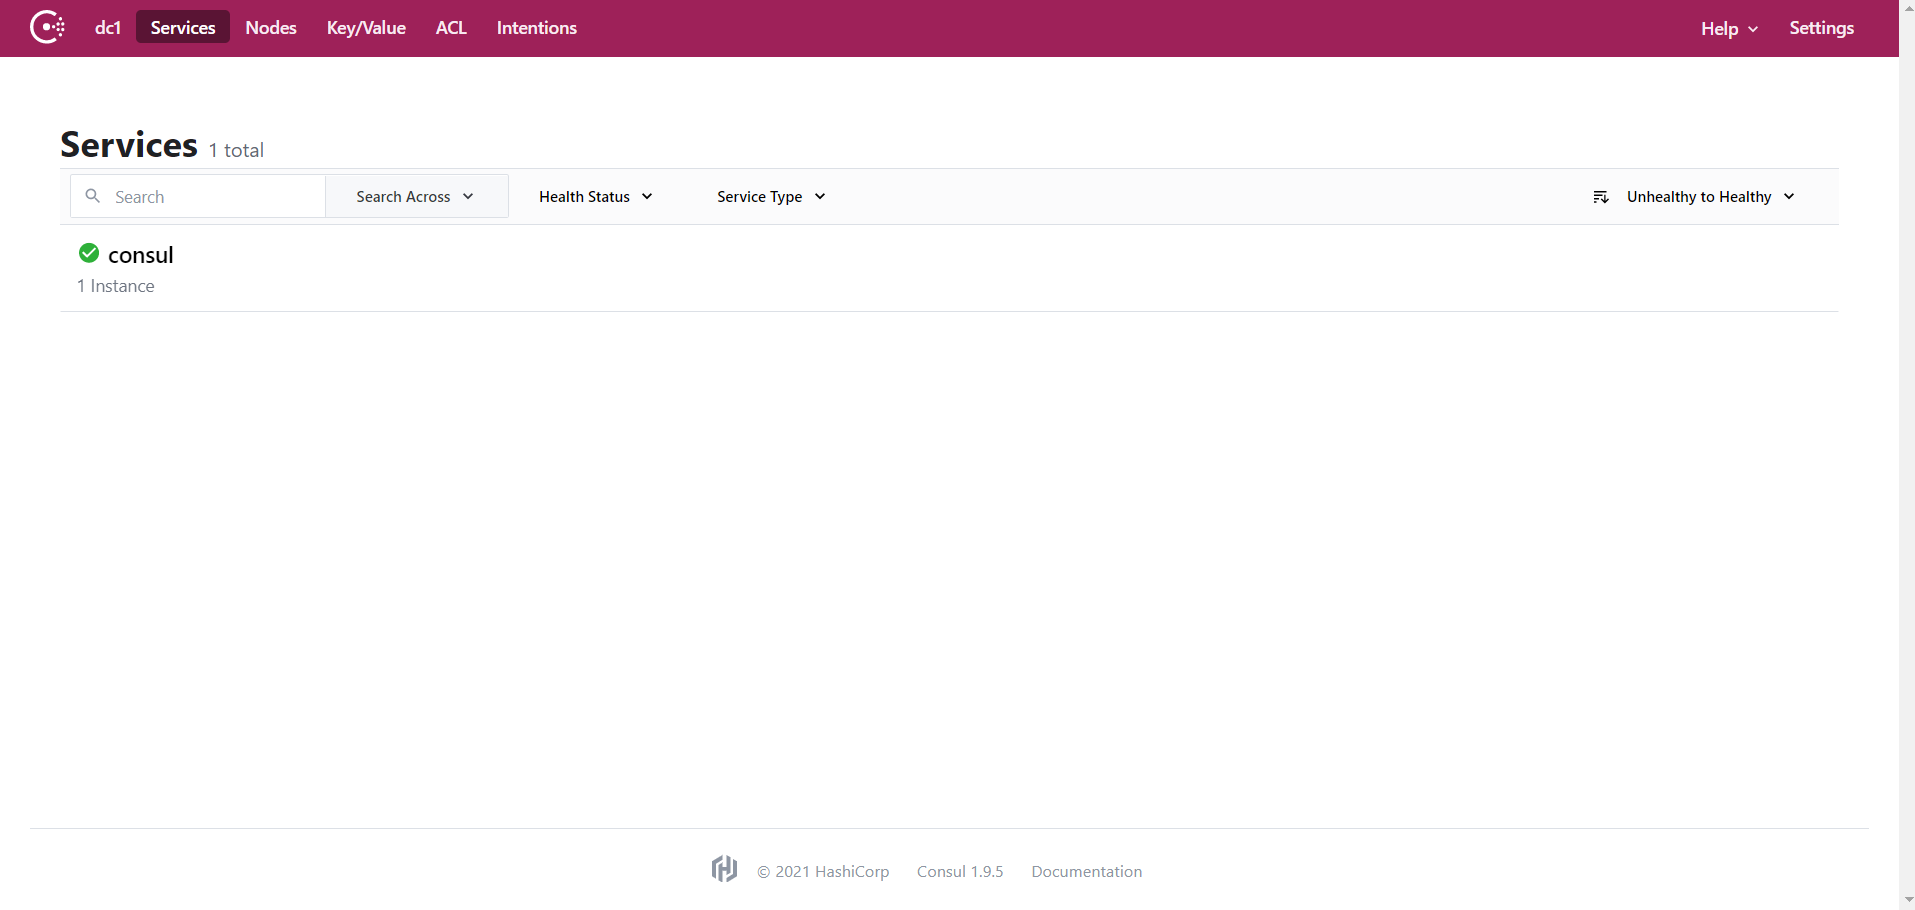 dc1 Services Nodes Key/Value ACL Intentions Help Settings
Services 1 total
Search Search Across Health Status Service Type Unhealthy to Healthy
consul
1 Instance
© 2021 HashiCorp Consul 1.9.5 Documentation